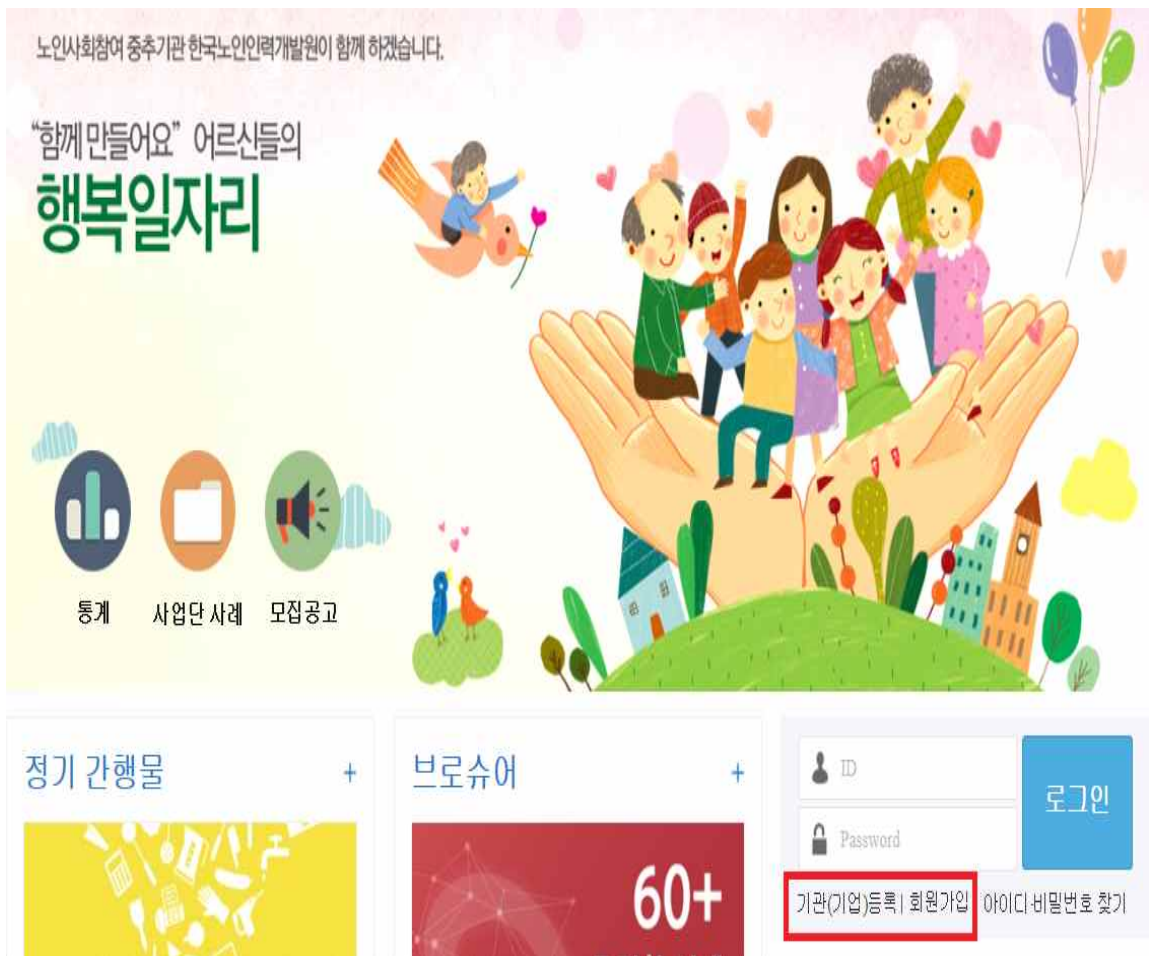 노인사회참여 중추기관 한국노인인력개발원이 함께 하겠습니다.
“함께 만들어요” 어르신들의
행복일자리
통계 사업단 사례 모집공고
정기 간행물 +
브로슈어 +
60+
ID
Password
로그인
기관(기업)등록 | 회원가입 아이디·비밀번호 찾기